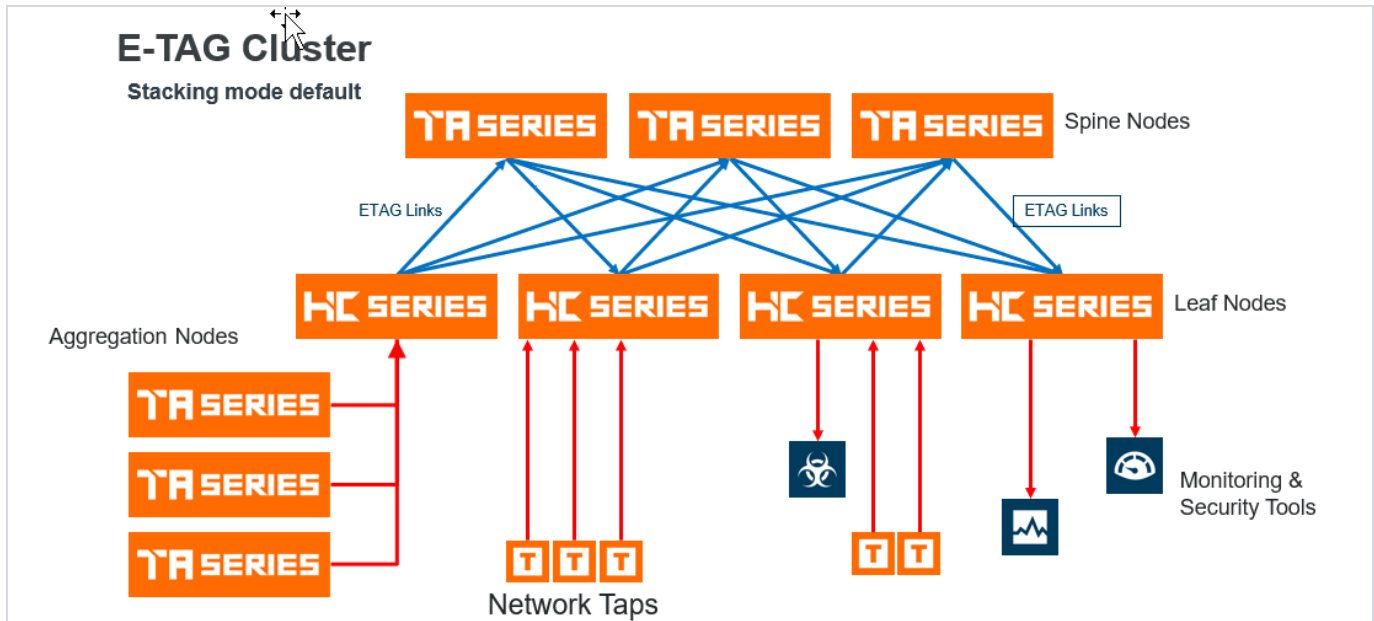 E-TAG Cluster
Stacking mode default
TA SERIES
TA SERIES
TA SERIES
Spine Nodes
ETAG Links
ETAG Links
HC SERIES
HC SERIES
HC SERIES
HC SERIES
Leaf Nodes
Aggregation Nodes
TA SERIES
TA SERIES
TA SERIES
Monitoring &
Security Tools
T
T
T
T
T
Network Taps